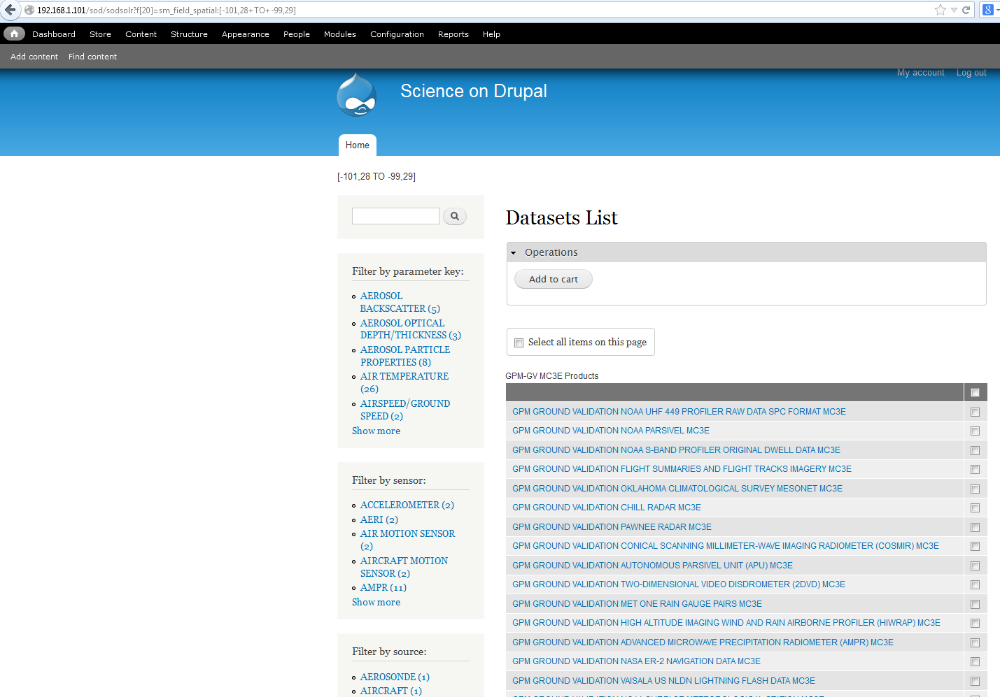 192.168.1.101/sod/sodsolr?f[20]=sm_field_spatial:[-101,28+TO+-99,29]
Dashboard Store Content Structure Appearance People Modules Configuration Reports Help
Add content Find content
My account Log out
Science on Drupal
Home
[-101,28 TO -99,29]
Filter by parameter key:
AEROSOL
BACKSCATTER (5)
AEROSOL OPTICAL
DEPTH/THICKNESS (3)
AEROSOL PARTICLE
PROPERTIES (8)
AIR TEMPERATURE
(26)
AIRSPEED/GROUND
SPEED (2)
Show more
Filter by sensor:
ACCELEROMETER (2)
AERI (2)
AIR MOTION SENSOR
(2)
AIRCRAFT MOTION
SENSOR (2)
AMPR (11)
Show more
Filter by source:
AEROSONDE (1)
AIRCRAFT (1)
Datasets List
Operations
Add to cart
Select all items on this page
GPM-GV MC3E Products
GPM GROUND VALIDATION NOAA UHF 449 PROFILER RAW DATA SPC FORMAT MC3E
GPM GROUND VALIDATION NOAA PARSIVEL MC3E
GPM GROUND VALIDATION NOAA S-BAND PROFILER ORIGINAL DWELL DATA MC3E
GPM GROUND VALIDATION FLIGHT SUMMARIES AND FLIGHT TRACKS IMAGERY MC3E
GPM GROUND VALIDATION OKLAHOMA CLIMATOLOGICAL SURVEY MESONET MC3E
GPM GROUND VALIDATION CHILL RADAR MC3E
GPM GROUND VALIDATION PAWNEE RADAR MC3E
GPM GROUND VALIDATION CONICAL SCANNING MILLIMETER-WAVE IMAGING RADIOMETER (COSMIR) MC3E
GPM GROUND VALIDATION AUTONOMOUS PARSIVEL UNIT (APU) MC3E
GPM GROUND VALIDATION TWO-DIMENSIONAL VIDEO DISDROMETER (2DVD) MC3E
GPM GROUND VALIDATION MET ONE RAIN GAUGE PAIRS MC3E
GPM GROUND VALIDATION HIGH ALTITUDE IMAGING WIND AND RAIN AIRBORNE PROFILER (HIWRAP) MC3E
GPM GROUND VALIDATION ADVANCED MICROWAVE PRECIPITATION RADIOMETER (AMPR) MC3E
GPM GROUND VALIDATION NASA ER-2 NAVIGATION DATA MC3E
GPM GROUND VALIDATION VAISALA US NLDN LIGHTNING FLASH DATA MC3E